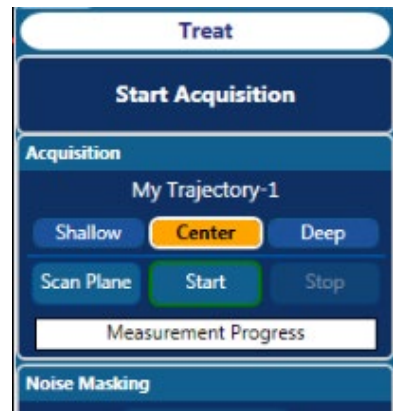 Treat
Start Acquisition
Acquisition
My Trajectory-1
Shallow Center Deep
Scan Plane Start Stop
Measurement Progress
Noise Masking